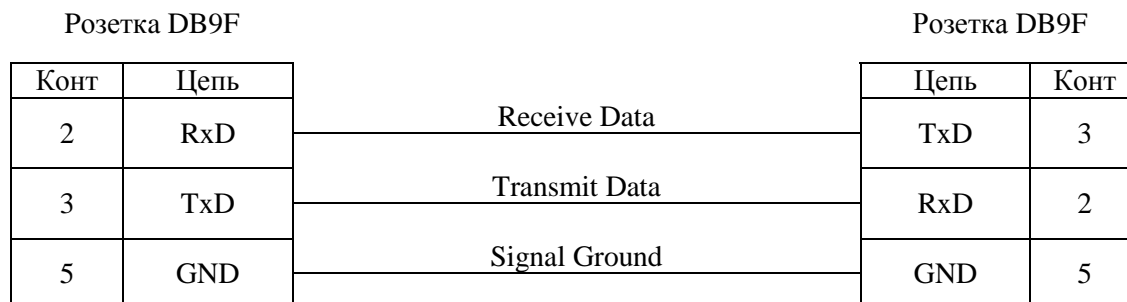 Розетка DB9F Розетка DB9F
Конт Цепь Цепь Конт
2 RxD Receive Data TxD 3
3 TxD Transmit Data RxD 2
5 GND Signal Ground GND 5